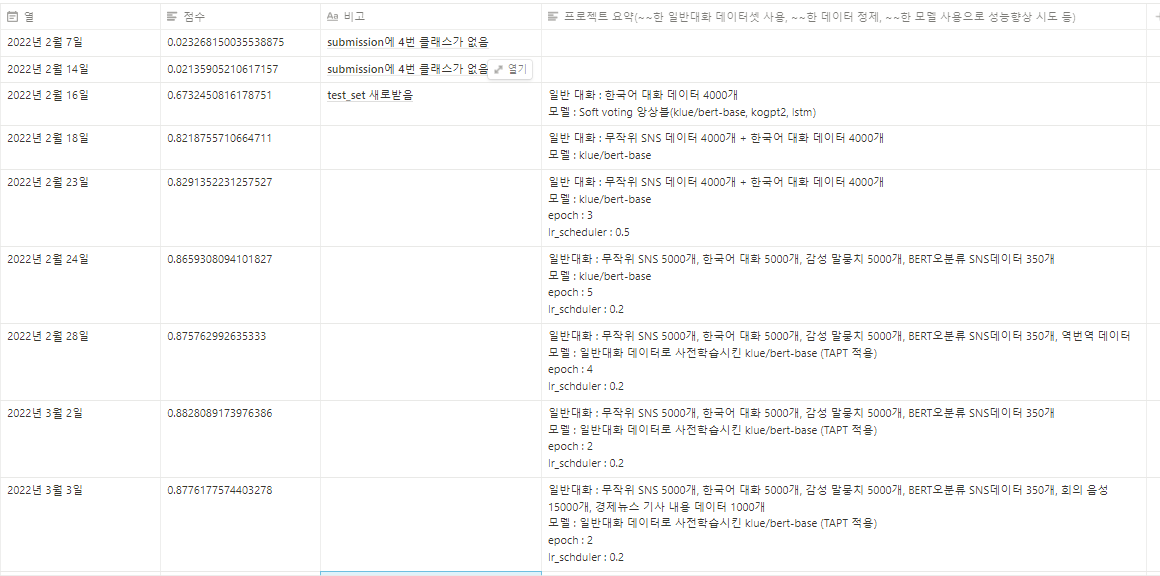 열 점수 비고 프로젝트 요약(~~한 일반대화 데이터셋 사용, ~~한 데이터 정제, ~~한 모델 사용으로 성능향상 시도 등)
2022년 2월 7일 0.023268150035538875 submission에 4번 클래스가 없음
2022년 2월 14일 0.02135905210617157 submission에 4번 클래스가 없음 열기
2022년 2월 16일 0.6732450816178751 test_set 새로받음 일반 대화 : 한국어 대화 데이터 4000개
모델 : Soft voting 앙상블(klue/bert-base, kogpt2, lstm)
2022년 2월 18일 0.8218755710664711 일반 대화 : 무작위 SNS 데이터 4000개 + 한국어 대화 데이터 4000개
모델 : klue/bert-base
2022년 2월 23일 0.8291352231257527 일반 대화 : 무작위 SNS 데이터 4000개 + 한국어 대화 데이터 4000개
모델 : klue/bert-base
epoch : 3
lr_scheduler : 0.5
2022년 2월 24일 0.8659308094101827 일반대화 : 무작위 SNS 5000개, 한국어 대화 5000개, 감성 말뭉치 5000개, BERT오분류 SNS데이터 350개
모델 : klue/bert-base
epoch : 5
lr_schduler : 0.2
2022년 2월 28일 0.875762992635333 일반대화 : 무작위 SNS 5000개, 한국어 대화 5000개, 감성 말뭉치 5000개, BERT오분류 SNS데이터 350개, 역번역 데이터
모델 : 일반대화 데이터로 사전학습시킨 klue/bert-base (TAPT 적용)
epoch : 4
lr_schduler : 0.2
2022년 3월 2일 0.8828089173976386 일반대화 : 무작위 SNS 5000개, 한국어 대화 5000개, 감성 말뭉치 5000개, BERT오분류 SNS데이터 350개
모델 : 일반대화 데이터로 사전학습시킨 klue/bert-base (TAPT 적용)
epoch : 2
lr_schduler : 0.2
2022년 3월 3일 0.8776177574403278 일반대화 : 무작위 SNS 5000개, 한국어 대화 5000개, 감성 말뭉치 5000개, BERT오분류 SNS데이터 350개, 회의 음성
15000개, 경제뉴스 기사 내용 데이터 1000개
모델 : 일반대화 데이터로 사전학습시킨 klue/bert-base (TAPT 적용)
epoch : 2
lr_schduler : 0.2